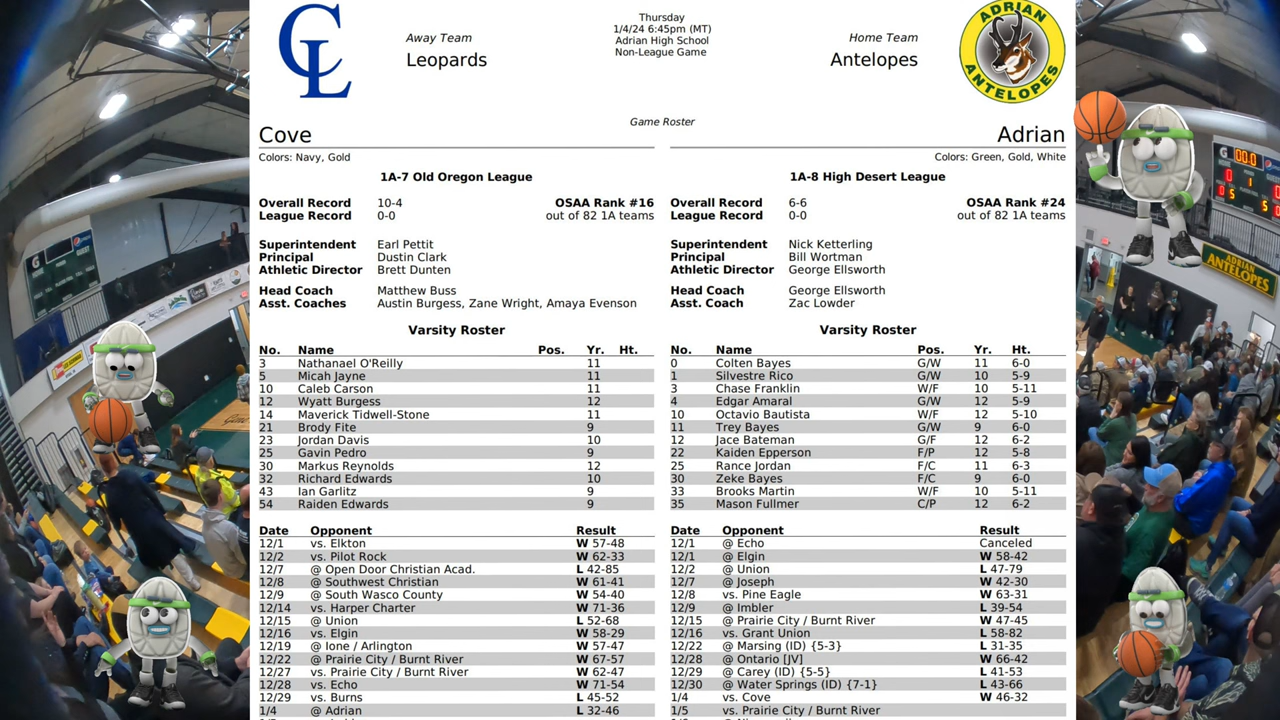 CL
Away Team
Leopards
Thursday
1/4/24 6:45pm (MT)
Adrian High School
Non-League Game
Home Team
Antelopes
ADRIAN
ANTELOPES
Game Roster
Cove
Adrian
Colors: Navy, Gold
Colors: Green, Gold, White
1A-7 Old Oregon League
Overall Record 10-4 OSAA Rank #16
League Record 0-0 out of 82 1A teams
Superintendent Earl Pettit
Principal Dustin Clark
Athletic Director Brett Dunten
Head Coach Matthew Buss
Asst. Coaches Austin Burgess, Zane Wright, Amaya Evenson
Varsity Roster
No. Name Pos. Yr. Ht.
3 Nathanael O'Reilly 11
5 Micah Jayne 11
10 Caleb Carson 11
12 Wyatt Burgess 12
14 Maverick Tidwell-Stone 11
21 Brody Fite 9
23 Jordan Davis 10
25 Gavin Pedro 9
30 Markus Reynolds 12
32 Richard Edwards 10
43 Ian Garlitz 9
54 Raiden Edwards 9
Date Opponent Result
12/1 vs. Elkton W 57-48
12/2 vs. Pilot Rock W 62-33
12/7 @ Open Door Christian Acad. L 42-85
12/8 @ Southwest Christian W 61-41
12/9 @ South Wasco County W 54-40
12/14 vs. Harper Charter W 71-36
12/15 @ Union L 52-68
12/16 vs. Elgin W 58-29
12/19 @ Ione / Arlington W 57-47
12/22 @ Prairie City / Burnt River W 67-57
12/27 vs. Prairie City / Burnt River W 62-47
12/28 vs. Echo W 71-54
12/29 vs. Burns L 45-52
1/4 @ Adrian L 32-46
1A-8 High Desert League
Overall Record 6-6 OSAA Rank #24
League Record 0-0 out of 82 1A teams
Superintendent Nick Ketterling
Principal Bill Wortman
Athletic Director George Ellsworth
Head Coach George Ellsworth
Asst. Coach Zac Lowder
Varsity Roster
No. Name Pos. Yr. Ht.
0 Colten Bayes G/W 11 6-0
1 Silvestre Rico G/W 10 5-9
3 Chase Franklin W/F 10 5-11
4 Edgar Amaral G/W 12 5-9
10 Octavio Bautista W/F 12 5-10
11 Trey Bayes G/W 9 6-0
12 Jace Bateman G/F 12 6-2
22 Kaiden Epperson F/P 12 5-8
25 Rance Jordan F/C 11 6-3
30 Zeke Bayes F/C 9 6-0
33 Brooks Martin W/F 10 5-11
35 Mason Fullmer C/P 12 6-2
Date Opponent Result
12/1 @ Echo Canceled
12/1 @ Elgin W 58-42
12/2 @ Union L 47-79
12/7 @ Joseph W 42-30
12/8 vs. Pine Eagle W 63-31
12/9 @ Imbler L 39-54
12/15 @ Prairie City / Burnt River W 47-45
12/16 vs. Grant Union L 58-82
12/22 @ Marsing (ID) {5-3} L 31-35
12/28 @ Ontario [JV] W 66-42
12/29 @ Carey (ID) {5-5} L 41-53
12/30 @ Water Springs (ID) {7-1} L 43-66
1/4 vs. Cove W 46-32
1/5 vs. Prairie City / Burnt River
ADRIAN
ANTELOPES